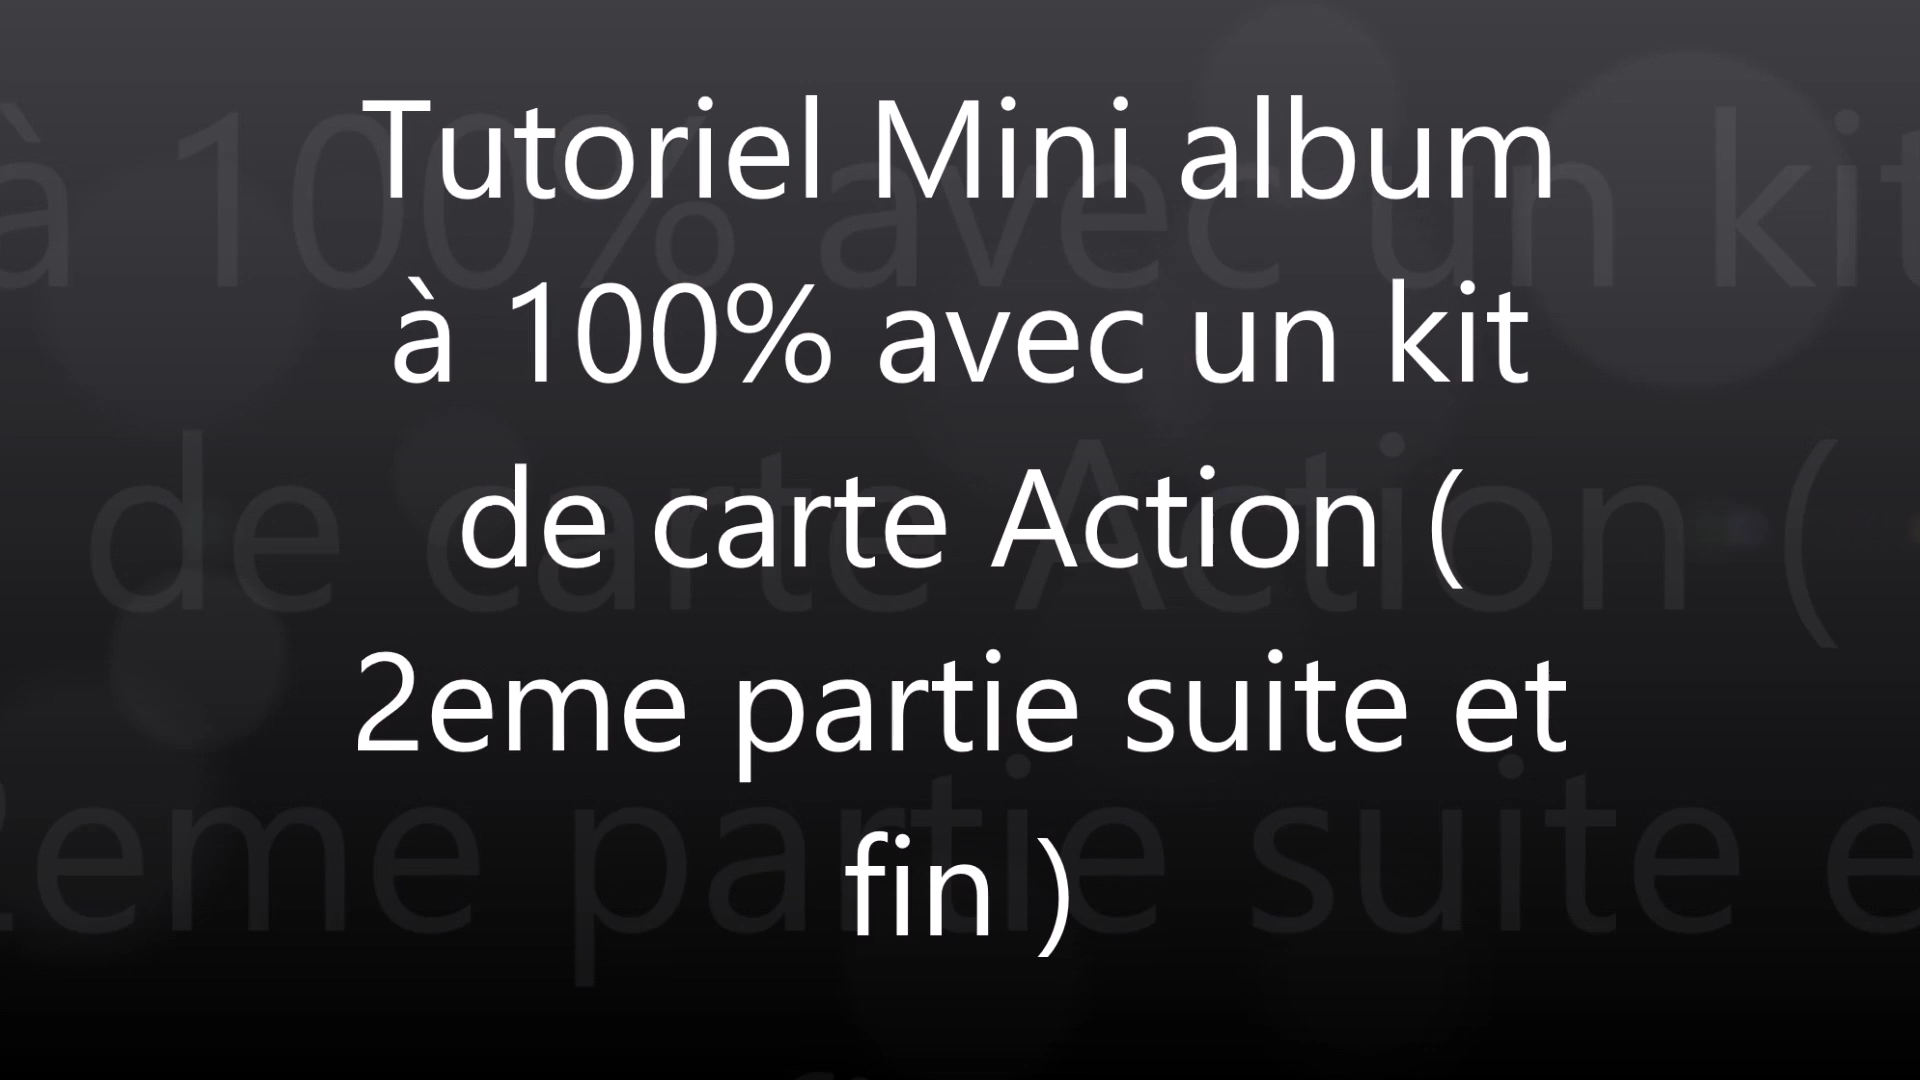 Tutoriel Mini album
à 100% avec un kit
de carte Action (
2eme partie suite et
fin )